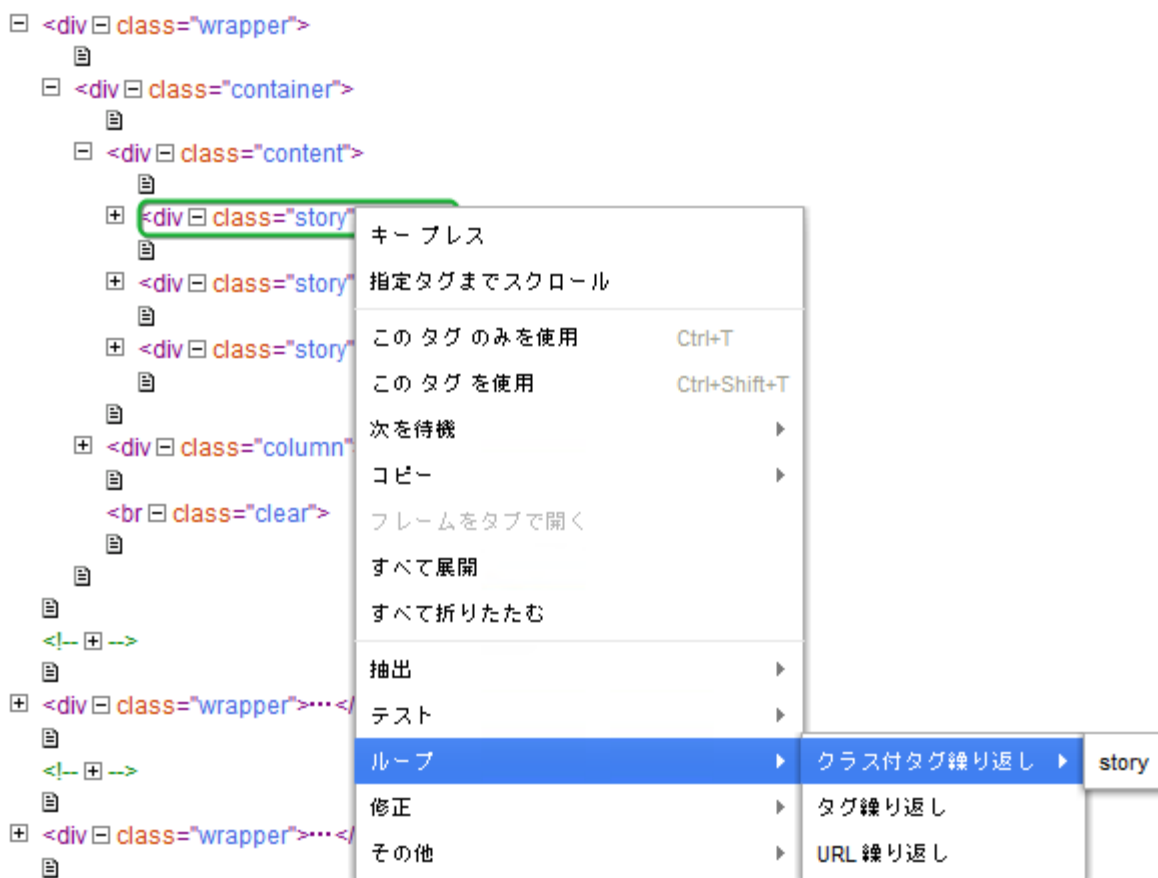 <div class="wrapper">
<div class="container">
<div class="content">
<div class="story"
<div class="story"
<div class="story"
<div class="column"
<br class="clear">
<!-- -->
<div class="wrapper">···</
<!-- -->
<div class="wrapper">···</
キー プレス
指定タグまでスクロール
この タグ のみを使用 Ctrl+T
この タグ を使用 Ctrl+Shift+T
次を待機
コピー
フレームをタブで開く
すべて展開
すべて折りたたむ
抽出
テスト
ループ
修正
その他
クラス付タグ繰り返し
タグ繰り返し
URL 繰り返し
story